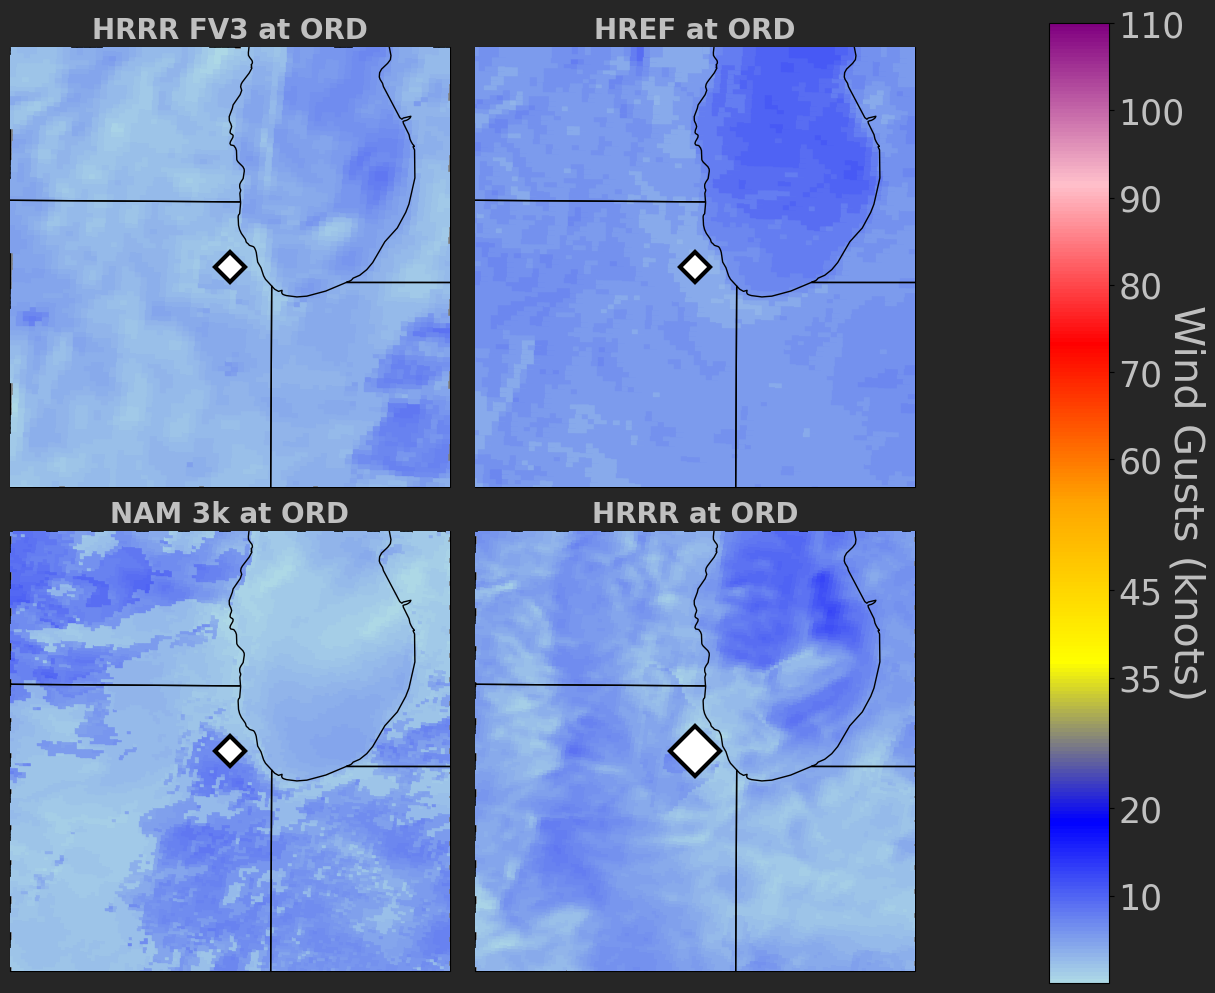 HRRR FV3 at ORD
HREF at ORD
NAM 3k at ORD
HRRR at ORD
110
100
90
80
70
60
45
35
20
10
Wind Gusts (knots)